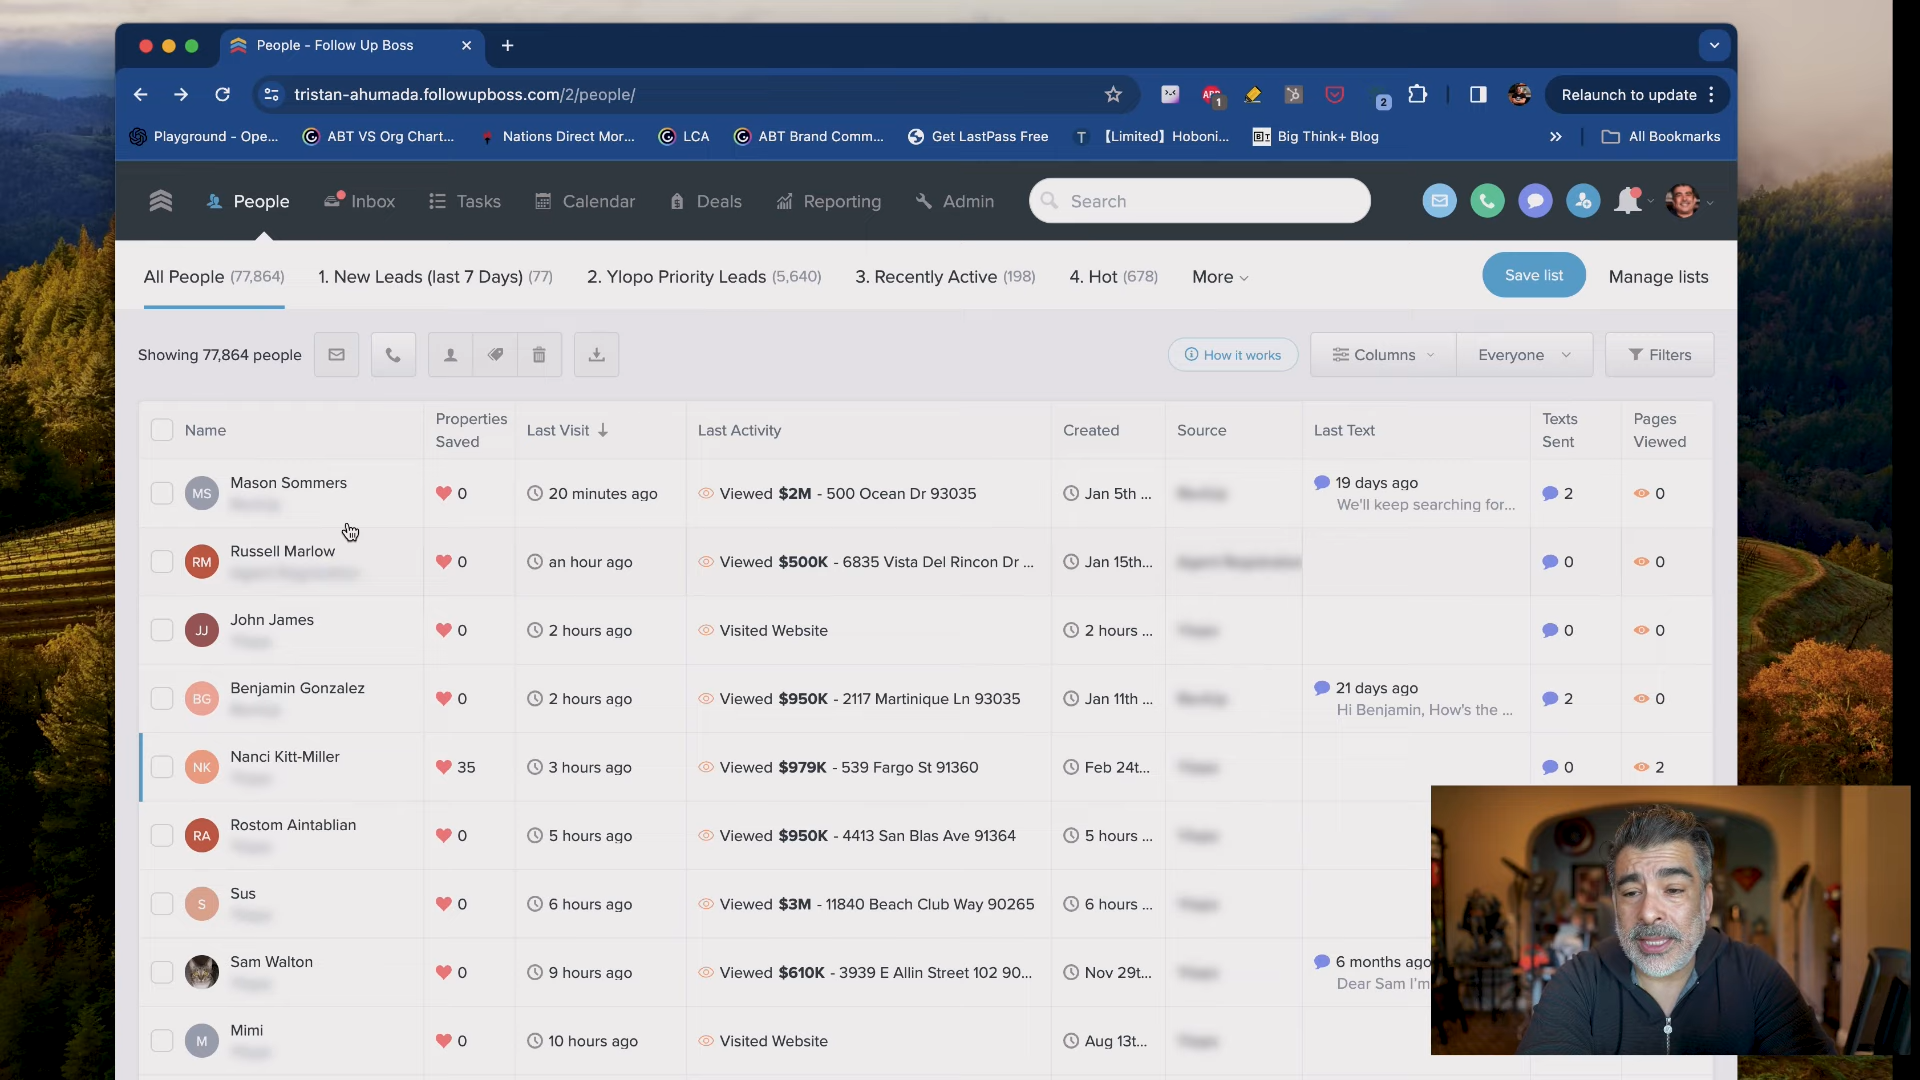 People - Follow Up Boss
tristan-ahumada.followupboss.com/2/people/
ABP
1
2
Relaunch to update
Playground - Ope...
ABT VS Org Chart...
Nations Direct Mor...
LCA
ABT Brand Comm...
Get LastPass Free
T
【Limited】Hoboni...
BT
Big Think+ Blog
All Bookmarks
People
Inbox
Tasks
Calendar
Deals
Reporting
Admin
Search
All People (77,864)
1. New Leads (last 7 Days) (77)
2. Ylopo Priority Leads (5,640)
3. Recently Active (198)
4. Hot (678)
More
Save list
Manage lists
Showing 77,864 people
How it works
Columns
Everyone
Filters
Name
Properties Saved
Last Visit
Last Activity
Created
Source
Last Text
Texts Sent
Pages Viewed
MS Mason Sommers 0 20 minutes ago Viewed $2M - 500 Ocean Dr 93035 Jan 5th ... 19 days ago 2 0
We'll keep searching for...
RM Russell Marlow 0 an hour ago Viewed $500K - 6835 Vista Del Rincon Dr ... Jan 15th... 0 0
JJ John James 0 2 hours ago Visited Website 2 hours ... 0 0
BG Benjamin Gonzalez 0 2 hours ago Viewed $950K - 2117 Martinique Ln 93035 Jan 11th ... 21 days ago 2 0
Hi Benjamin, How's the ...
NK Nanci Kitt-Miller 35 3 hours ago Viewed $979K - 539 Fargo St 91360 Feb 24t... 0 2
RA Rostom Aintablian 0 5 hours ago Viewed $950K - 4413 San Blas Ave 91364 5 hours ...
S Sus 0 6 hours ago Viewed $3M - 11840 Beach Club Way 90265 6 hours ...
Sam Walton 0 9 hours ago Viewed $610K - 3939 E Allin Street 102 90... Nov 29t... 6 months ago
Dear Sam I'm
M Mimi 0 10 hours ago Visited Website Aug 13t...